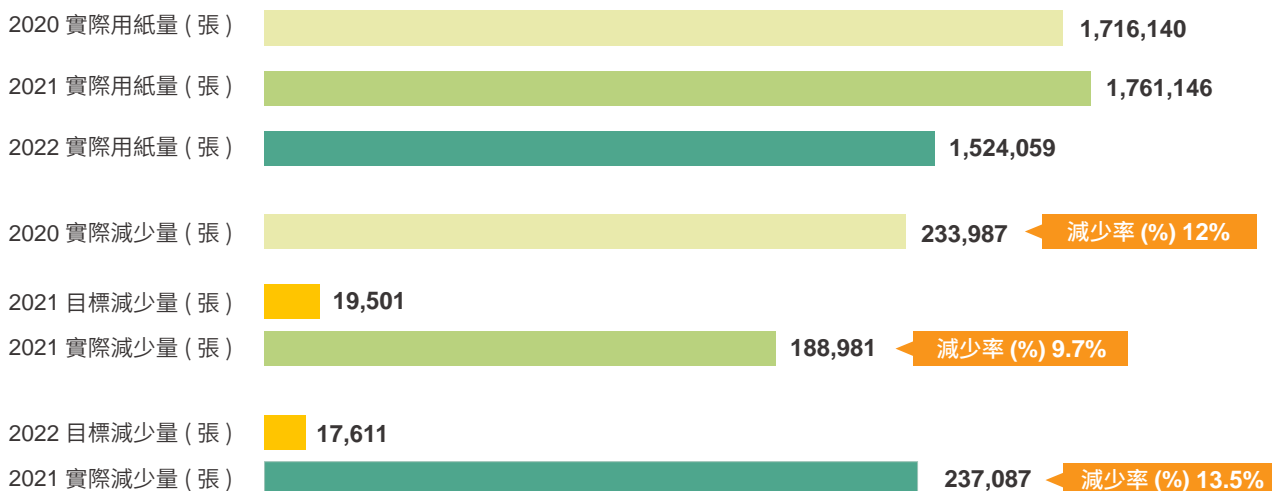 2020 實際用紙量 ( 張 ) 1,716,140
2021 實際用紙量 ( 張 ) 1,761,146
2022 實際用紙量 ( 張 ) 1,524,059
2020 實際減少量 ( 張 ) 233,987 減少率 (%) 12%
2021 目標減少量 ( 張 ) 19,501
2021 實際減少量 ( 張 ) 188,981 減少率 (%) 9.7%
2022 目標減少量 ( 張 ) 17,611
2021 實際減少量 ( 張 ) 237,087 減少率 (%) 13.5%